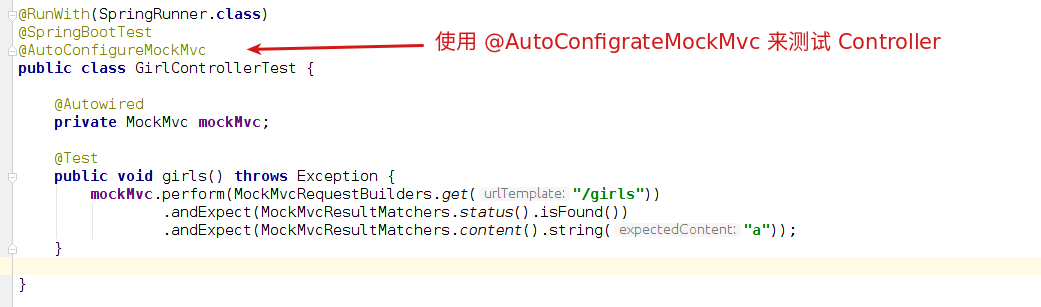 @RunWith(SpringRunner.class)
@SpringBootTest
@AutoConfigureMockMvc
使用 @AutoConfigrateMockMvc 来测试 Controller
public class GirlControllerTest {
@Autowired
private MockMvc mockMvc;
@Test
public void girls() throws Exception {
mockMvc.perform(MockMvcRequestBuilders.get( urlTemplate: "/girls"))
.andExpect(MockMvcResultMatchers.status().isFound())
.andExpect(MockMvcResultMatchers.content().string( expectedContent: "a"));
}
}